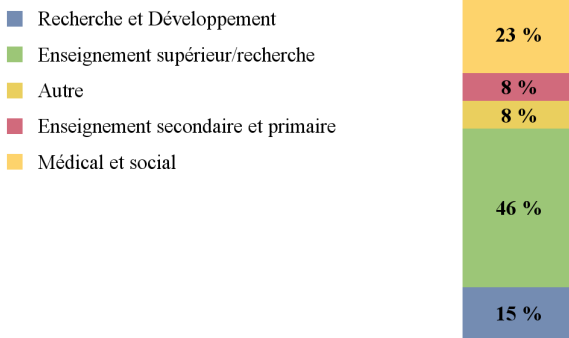 Recherche et Développement
Enseignement supérieur/recherche
Autre
Enseignement secondaire et primaire
Médical et social
23 %
8 %
8 %
46 %
15 %